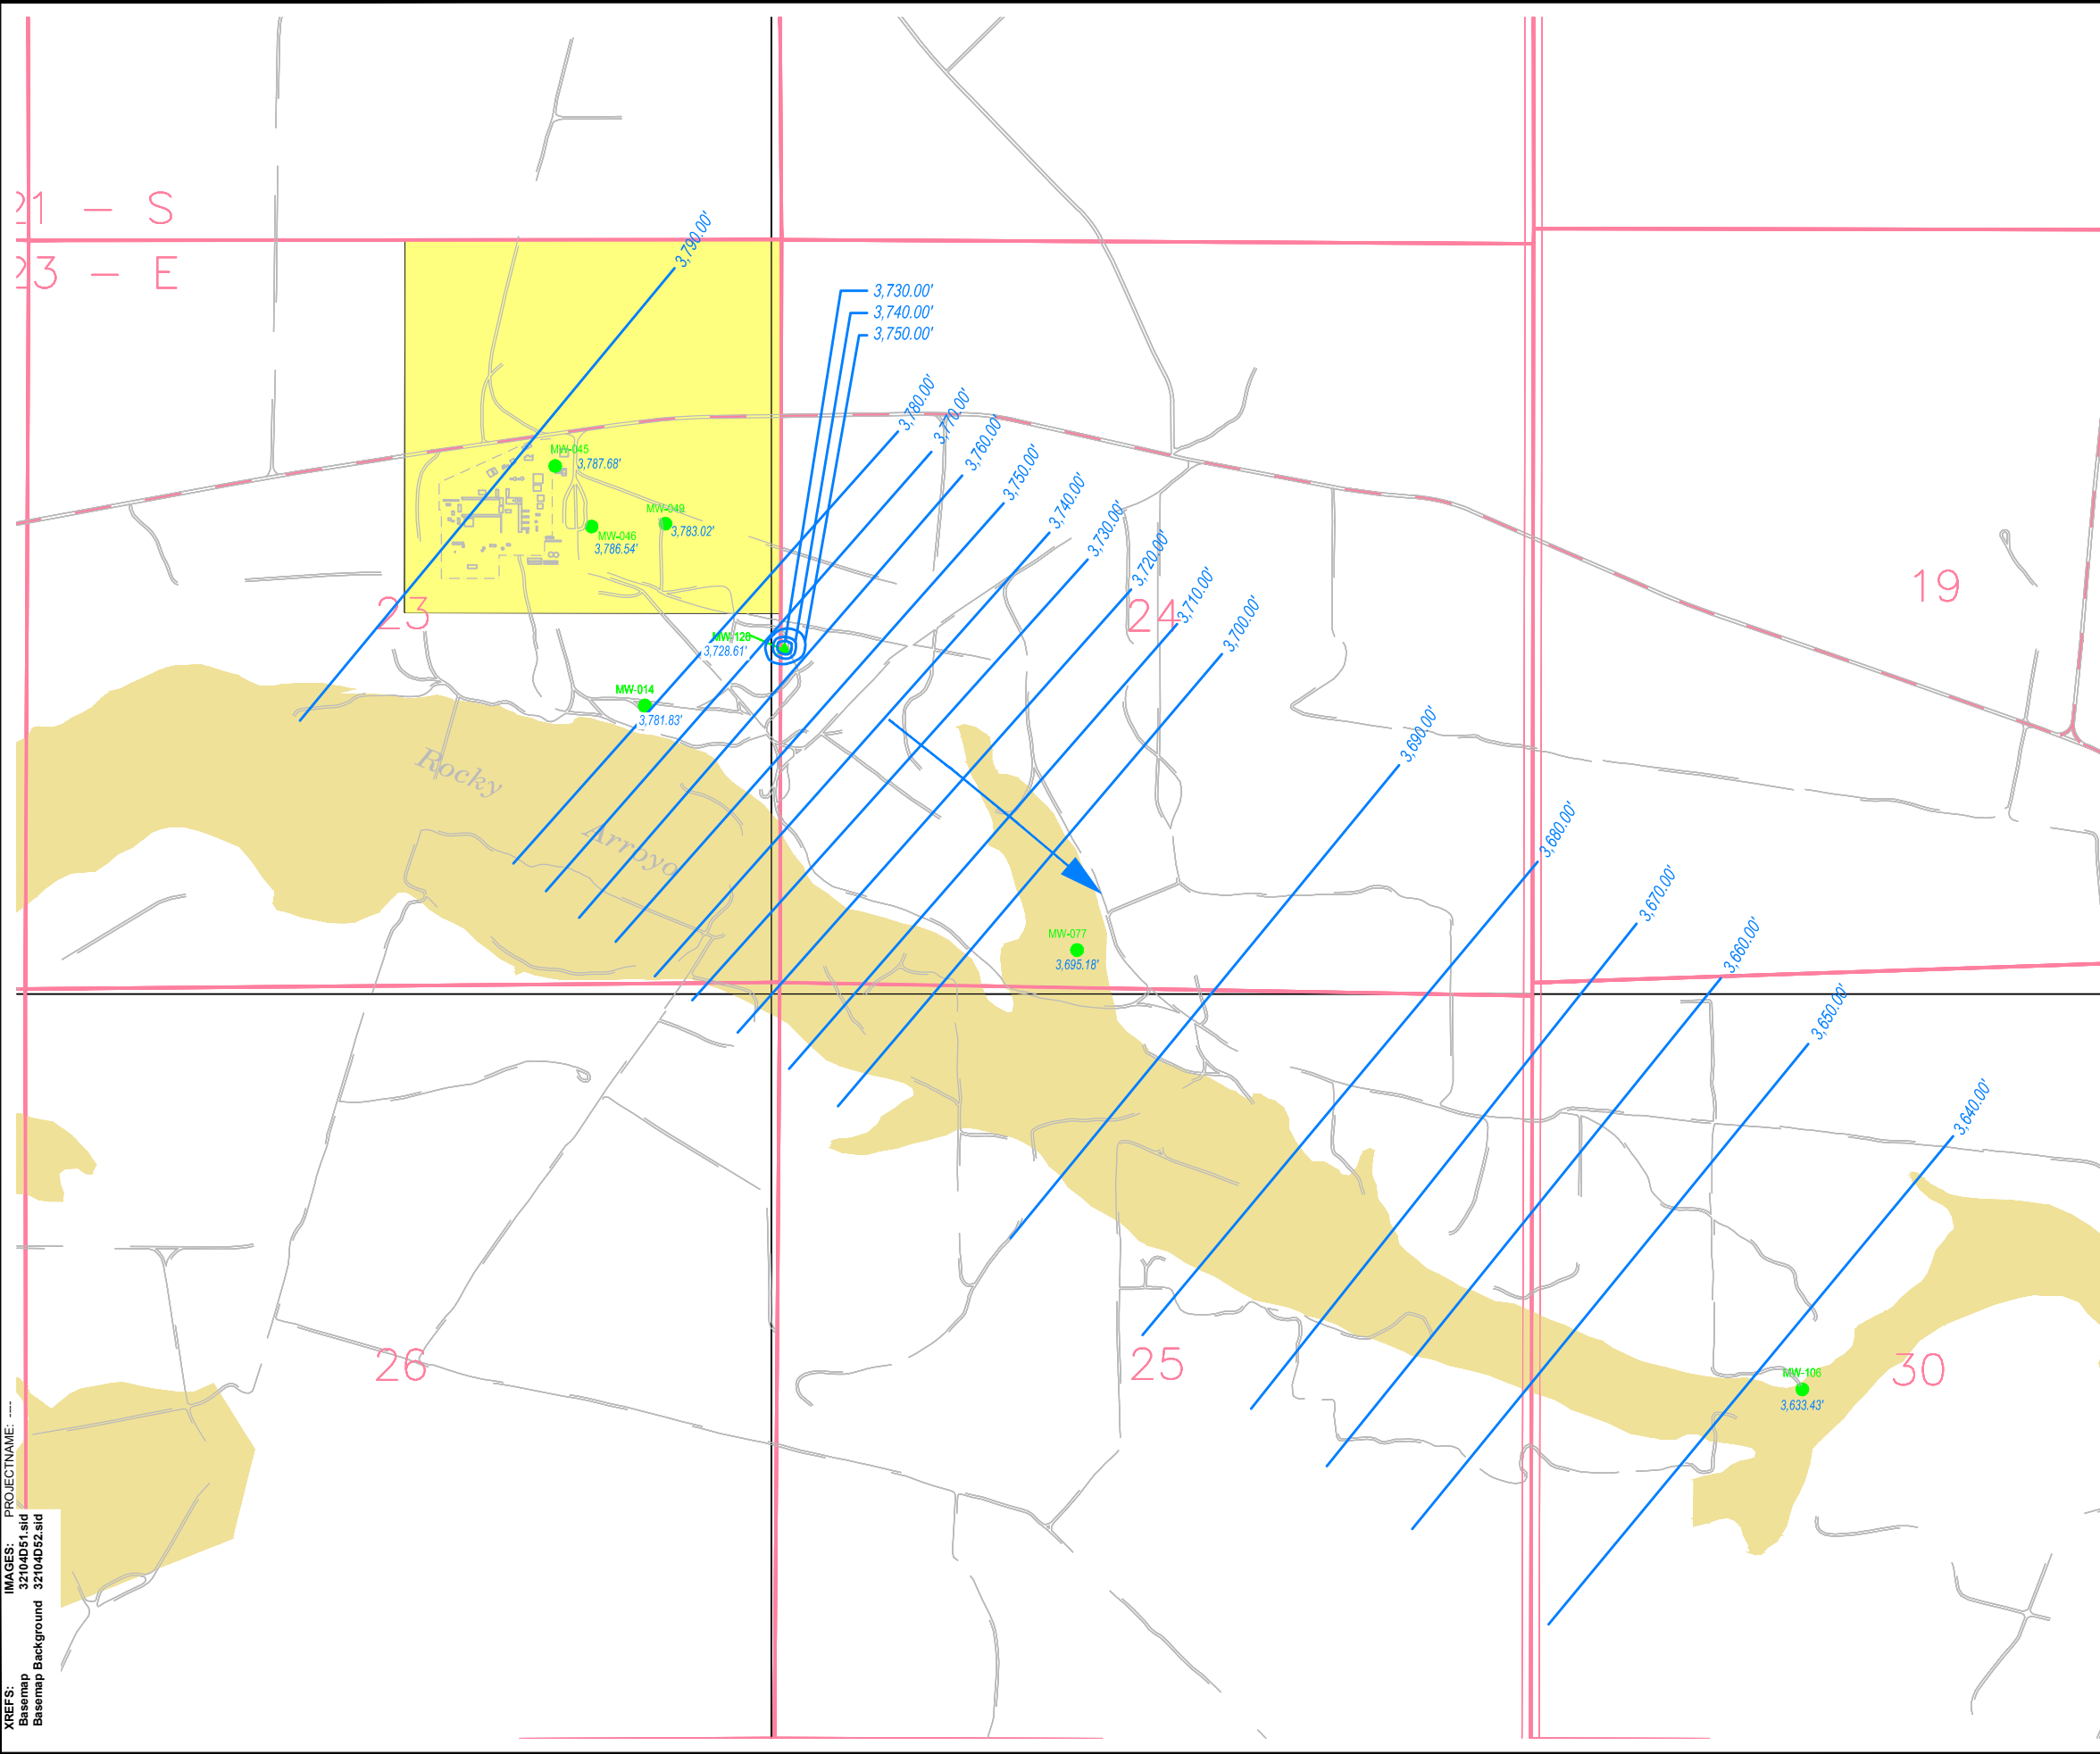 21 - S
23 - E
3,790.00'
3,730.00'
3,740.00'
3,750.00'
3,780.00'
3,770.00'
3,760.00'
3,750.00'
3,740.00'
3,730.00'
3,720.00'
3,710.00'
3,700.00'
3,690.00'
3,680.00'
3,670.00'
3,660.00'
3,650.00'
3,640.00'
MW-045
3,787.68'
MW-049
3,783.02'
MW-046
3,786.54'
23
24
19
MW-126
3,728.61'
MW-014
3,781.83'
Rocky
Arroyo
MW-077
3,695.18'
26
25
30
MW-106
3,633.43'
XREFS:
Basemap
Basemap Background
IMAGES:
32104D51.sid
32104D52.sid
PROJECTNAME: ----